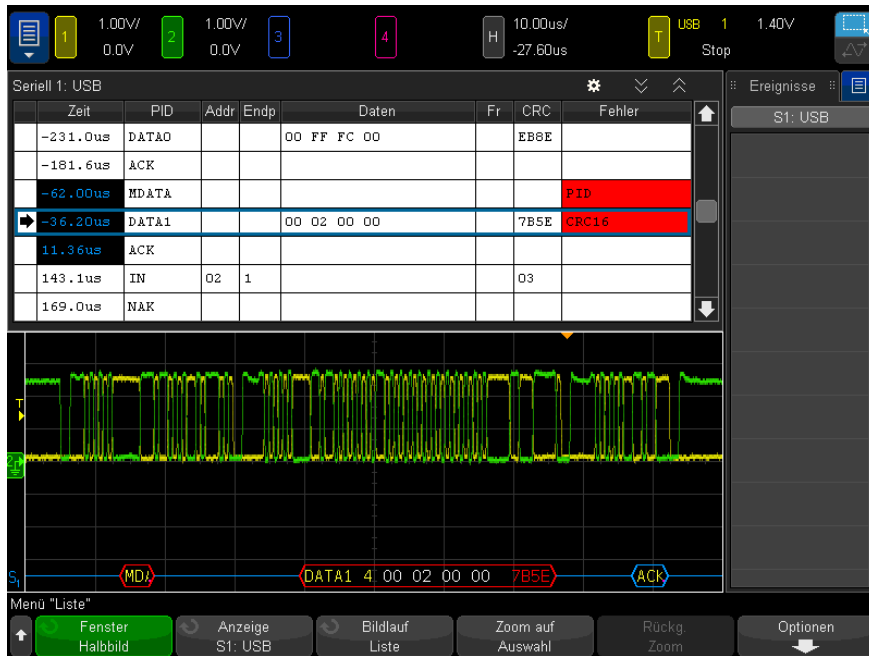 1 1.00V/ 2 1.00V/ 3 4 H 10.00us/ T USB 1 1.40V
0.0V 0.0V -27.60us Stop
Seriell 1: USB
Zeit PID Addr Endp Daten Fr CRC Fehler
-231.0us DATA0 00 FF FC 00 EB8E
-181.6us ACK
-62.00us MDATA PID
-36.20us DATA1 00 02 00 00 7B5E CRC16
11.36us ACK
143.1us IN 02 1 03
169.0us NAK
Ereignisse
S1: USB
T
2
S1 MDA DATA1 4 00 02 00 00 7B5E ACK
Menü "Liste"
Fenster Anzeige Bildlauf Zoom auf Rückg. Optionen
Halbbild S1: USB Liste Auswahl Zoom